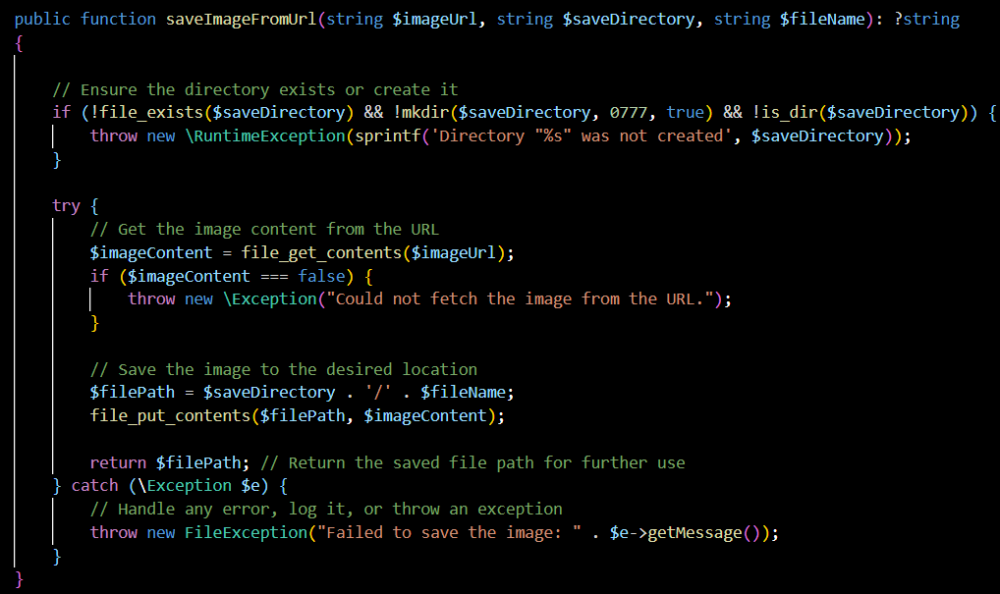 public function saveImageFromUrl(string $imageUrl, string $saveDirectory, string $fileName): ?string
{
// Ensure the directory exists or create it
if (!file_exists($saveDirectory) && !mkdir($saveDirectory, 0777, true) && !is_dir($saveDirectory)) {
throw new \RuntimeException(sprintf('Directory "%s" was not created', $saveDirectory));
}
try {
// Get the image content from the URL
$imageContent = file_get_contents($imageUrl);
if ($imageContent === false) {
throw new \Exception("Could not fetch the image from the URL.");
}
// Save the image to the desired location
$filePath = $saveDirectory . '/' . $fileName;
file_put_contents($filePath, $imageContent);
return $filePath; // Return the saved file path for further use
} catch (\Exception $e) {
// Handle any error, log it, or throw an exception
throw new FileException("Failed to save the image: " . $e->getMessage());
}
}